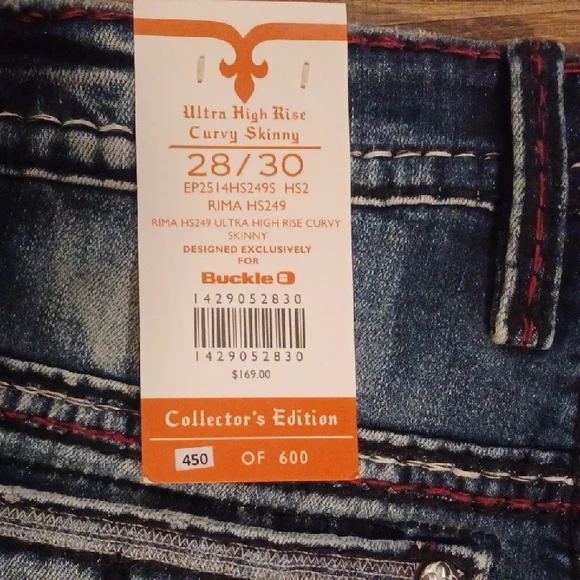 Ultra High Rise
Curvy Skinny
28/30
EP2514HS249S HS2
RIMA HS249
RIMA HS249 ULTRA HIGH RISE CURVY
SKINNY
DESIGNED EXCLUSIVELY
FOR
Buckle B
1429052830
1429052830
$169.00
Collector's Edition
450 OF 600